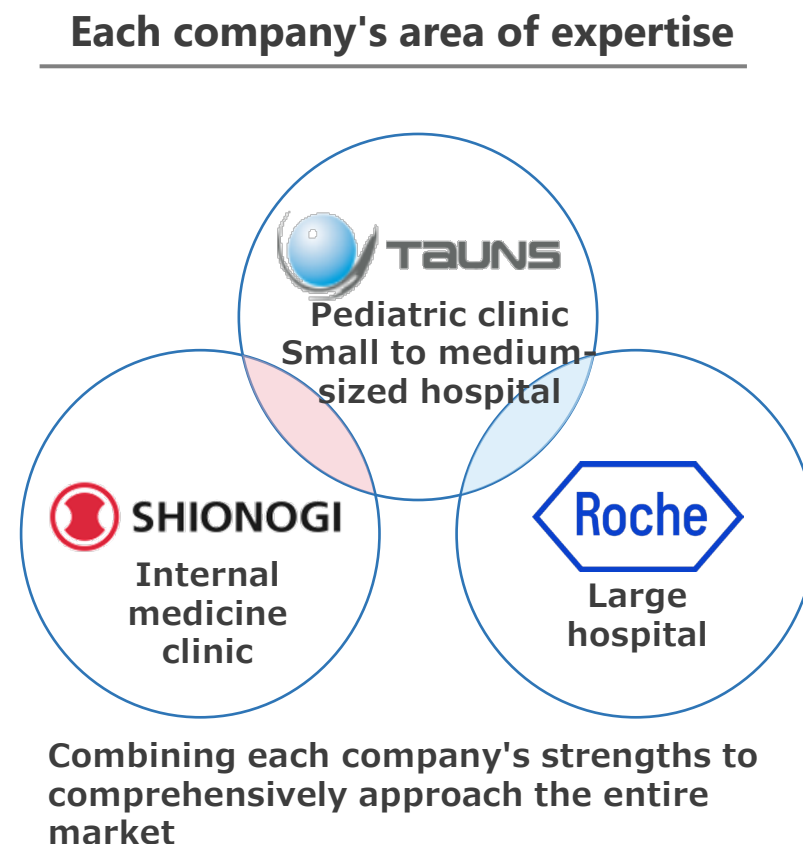 Each company's area of expertise
TAUNS
Pediatric clinic
Small to medium-
sized hospital
SHIONOGI
Internal
medicine
clinic
Roche
Large
hospital
Combining each company's strengths to
comprehensively approach the entire
market